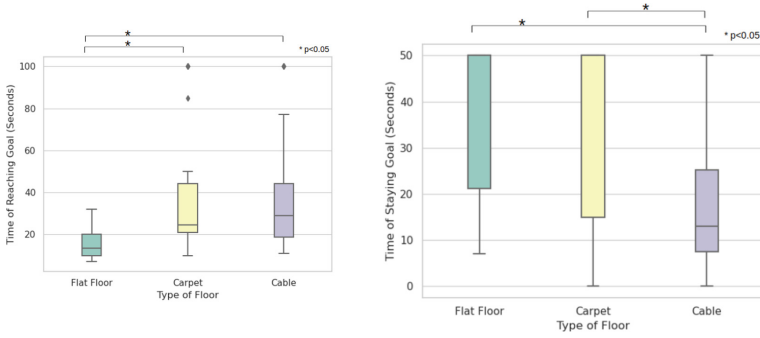 *
*
* p<0.05
100
80
60
40
20
Time of Reaching Goal (Seconds)
Flat Floor
Carpet
Cable
Type of Floor
*
*
* p<0.05
50
40
30
20
10
0
Time of Staying Goal (Seconds)
Flat Floor
Carpet
Cable
Type of Floor